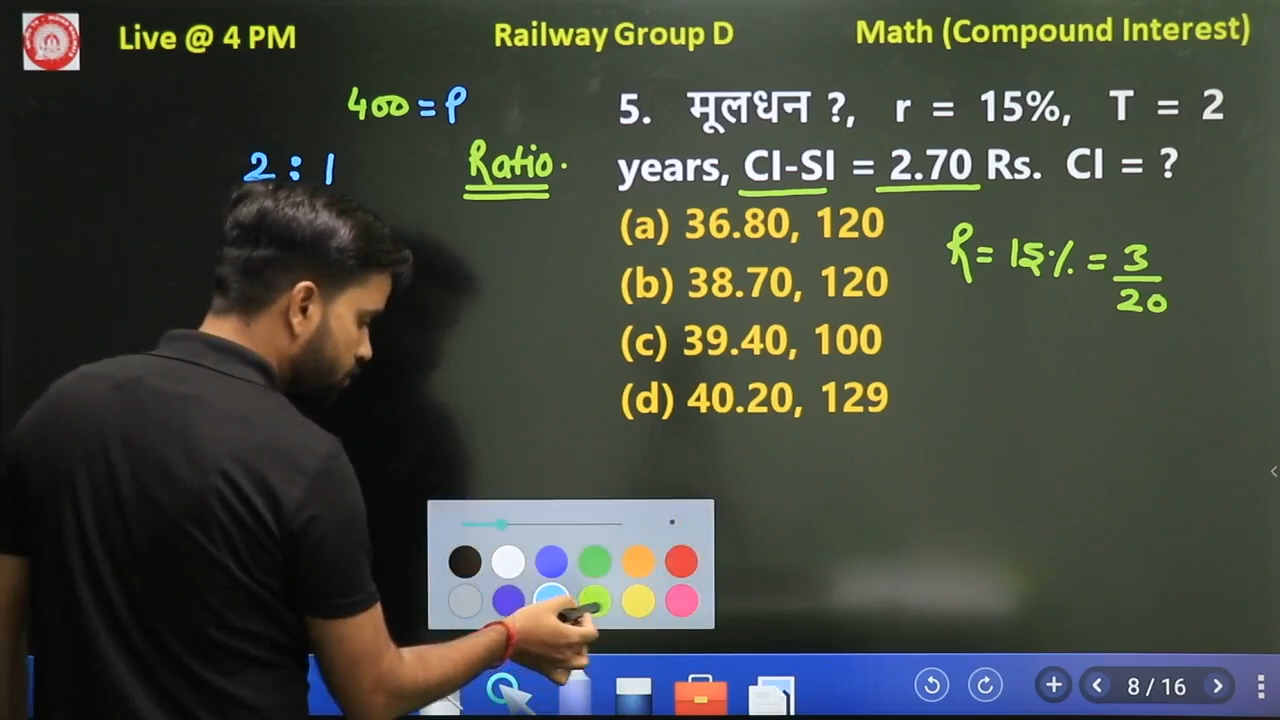 Live @ 4 PM
Railway Group D
Math (Compound Interest)
400 = P
2 : 1
Ratio.
5. मूलधन ?, r = 15%, T = 2
years, CI-SI = 2.70 Rs. CI = ?
(a) 36.80, 120
(b) 38.70, 120
(c) 39.40, 100
(d) 40.20, 129
R = 15% = 3/20
8 / 16